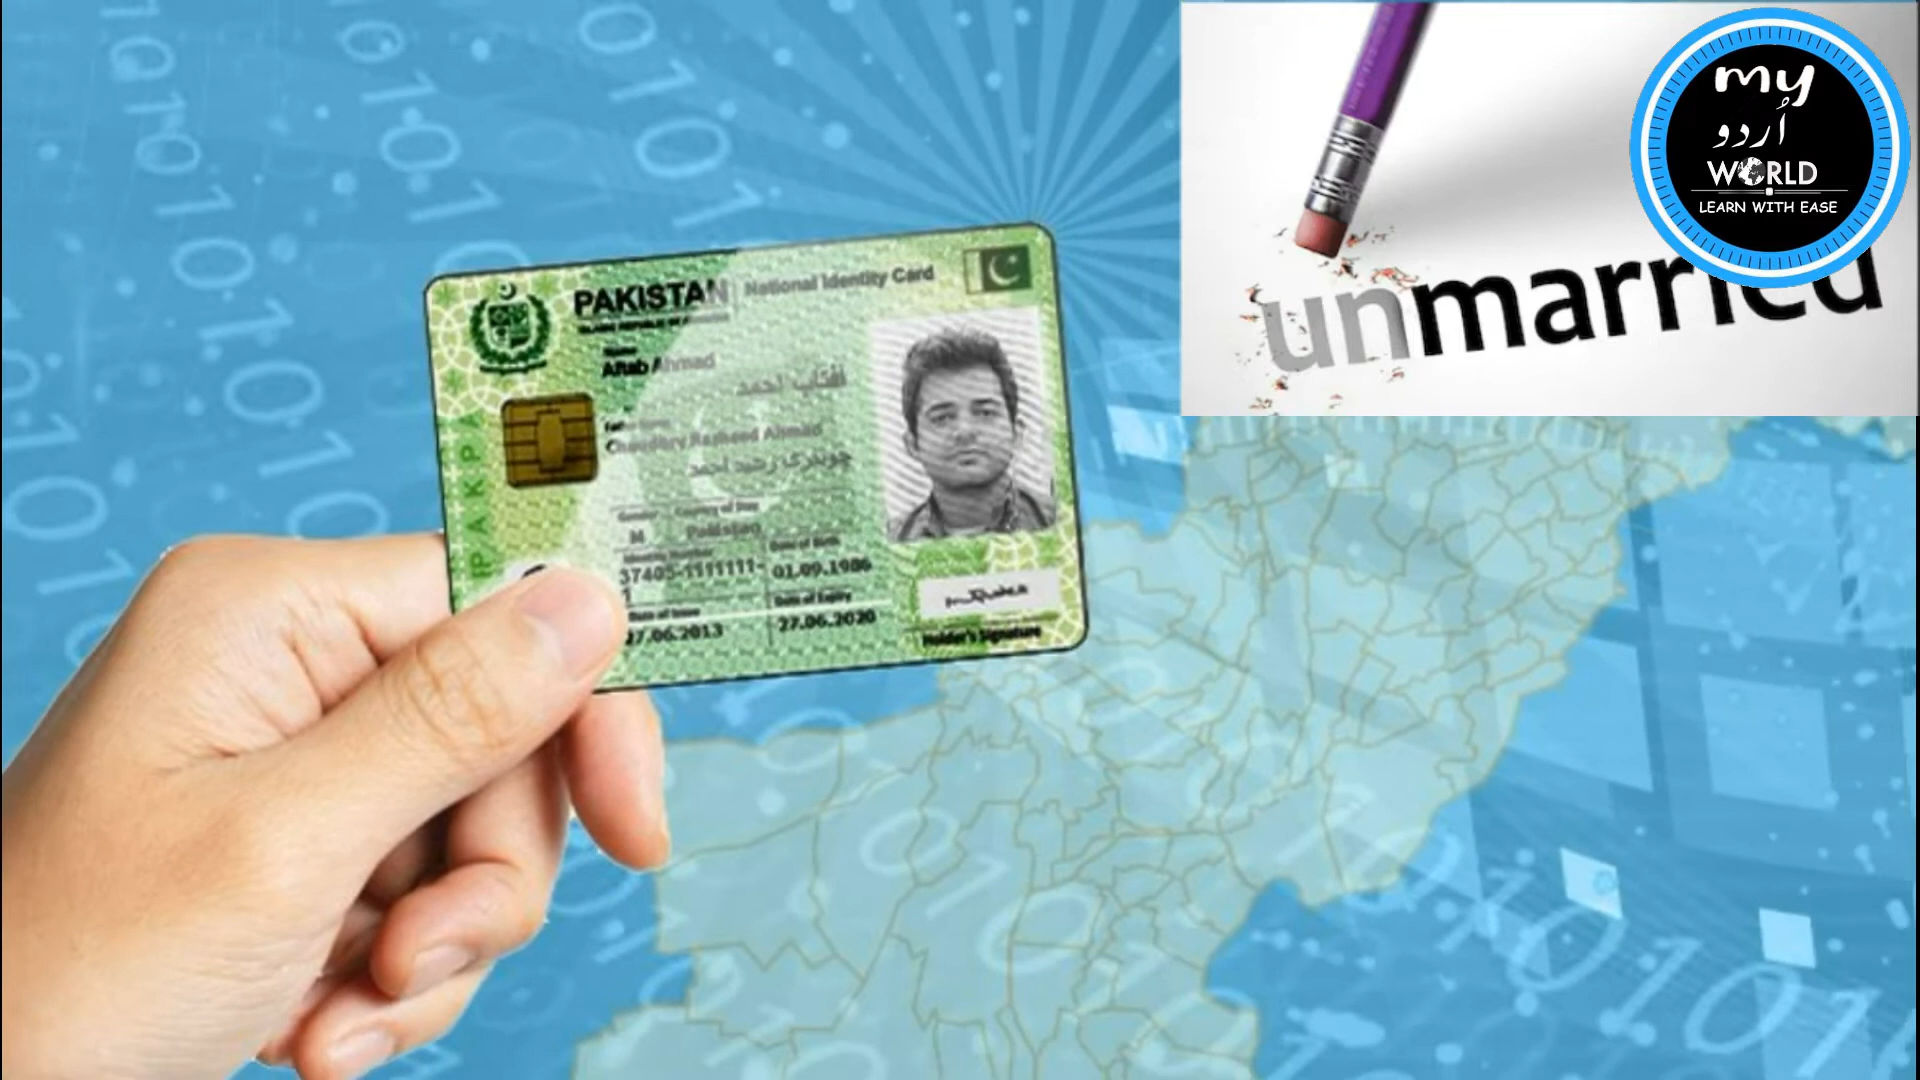 PAKISTAN National Identity Card
ISLAMIC REPUBLIC OF PAKISTAN
Name
Aftab Ahmad
آفتاب احمد
Father Name
Chaudhry Rasheed Ahmad
چوہدری رشید احمد
Gender Country of Stay
M Pakistan
Identity Number Date of Birth
37405-1111111-
1 01.09.1986
Date of Issue Date of Expiry
27.06.2013 27.06.2020
Holder's Signature
PAKPA
unmarried
my
اُردو
WORLD
LEARN WITH EASE